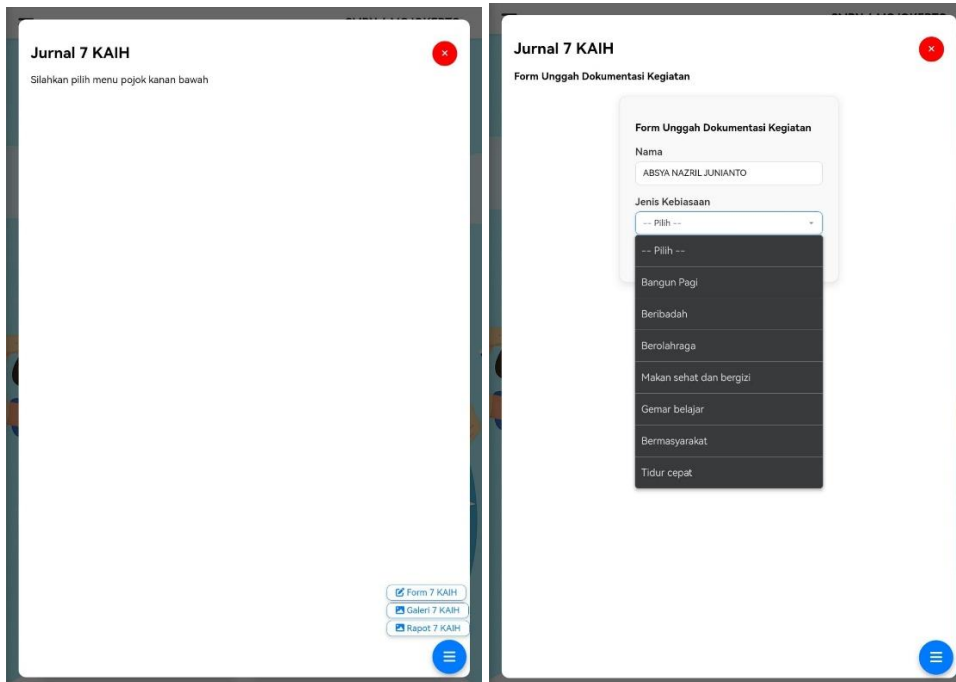 Jurnal 7 KAIH
Silahkan pilih menu pojok kanan bawah
Form 7 KAIH
Galeri 7 KAIH
Rapot 7 KAIH
Jurnal 7 KAIH
Form Unggah Dokumentasi Kegiatan
Form Unggah Dokumentasi Kegiatan
Nama
ABSYA NAZRIL JUNIANTO
Jenis Kebiasaan
-- Pilih --
-- Pilih --
Bangun Pagi
Beribadah
Berolahraga
Makan sehat dan bergizi
Gemar belajar
Bermasyarakat
Tidur cepat